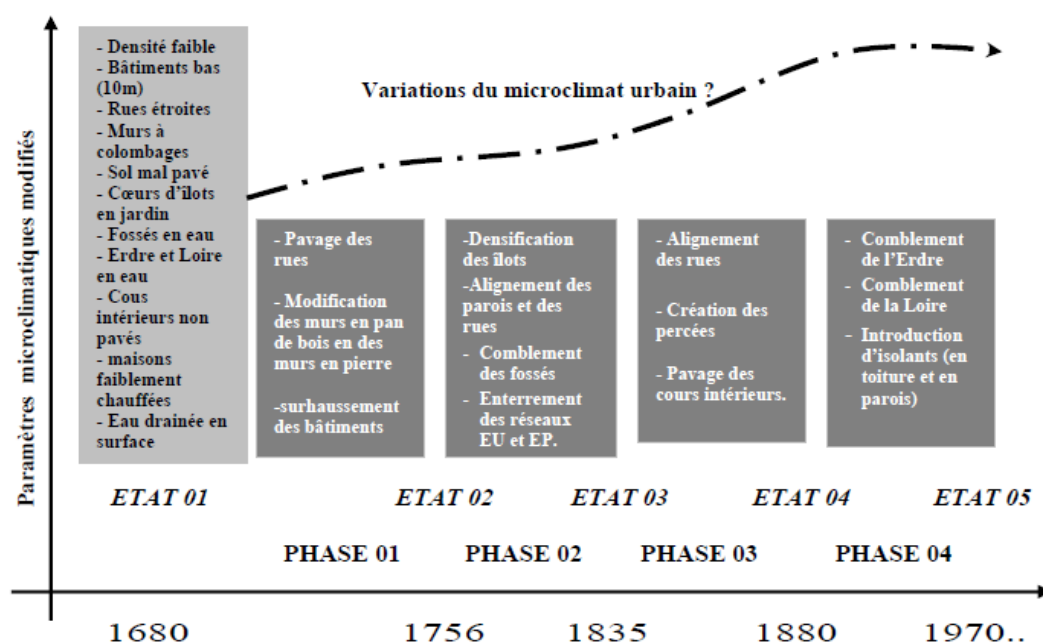 Paramètres microclimatiques modifiés
- Densité faible
- Bâtiments bas
(10m)
- Rues étroites
- Murs à
colombages
- Sol mal pavé
- Cœurs d'îlots
en jardin
- Fossés en eau
- Erdre et Loire
en eau
- Cous
intérieurs non
pavés
- maisons
faiblement
chauffées
- Eau drainée en
surface
Variations du microclimat urbain ?
- Pavage des
rues
- Modification
des murs en pan
de bois en des
murs en pierre
-surhaussement
des bâtiments
-Densification
des îlots
-Alignement des
parois et des
rues
- Comblement
des fossés
- Enterrement
des réseaux
EU et EP.
- Alignement
des rues
- Création des
percées
- Pavage des
cours intérieurs.
- Comblement
de l'Erdre
- Comblement
de la Loire
- Introduction
d'isolants (en
toiture et en
parois)
ETAT 01 ETAT 02 ETAT 03 ETAT 04 ETAT 05
PHASE 01 PHASE 02 PHASE 03 PHASE 04
1680 1756 1835 1880 1970..